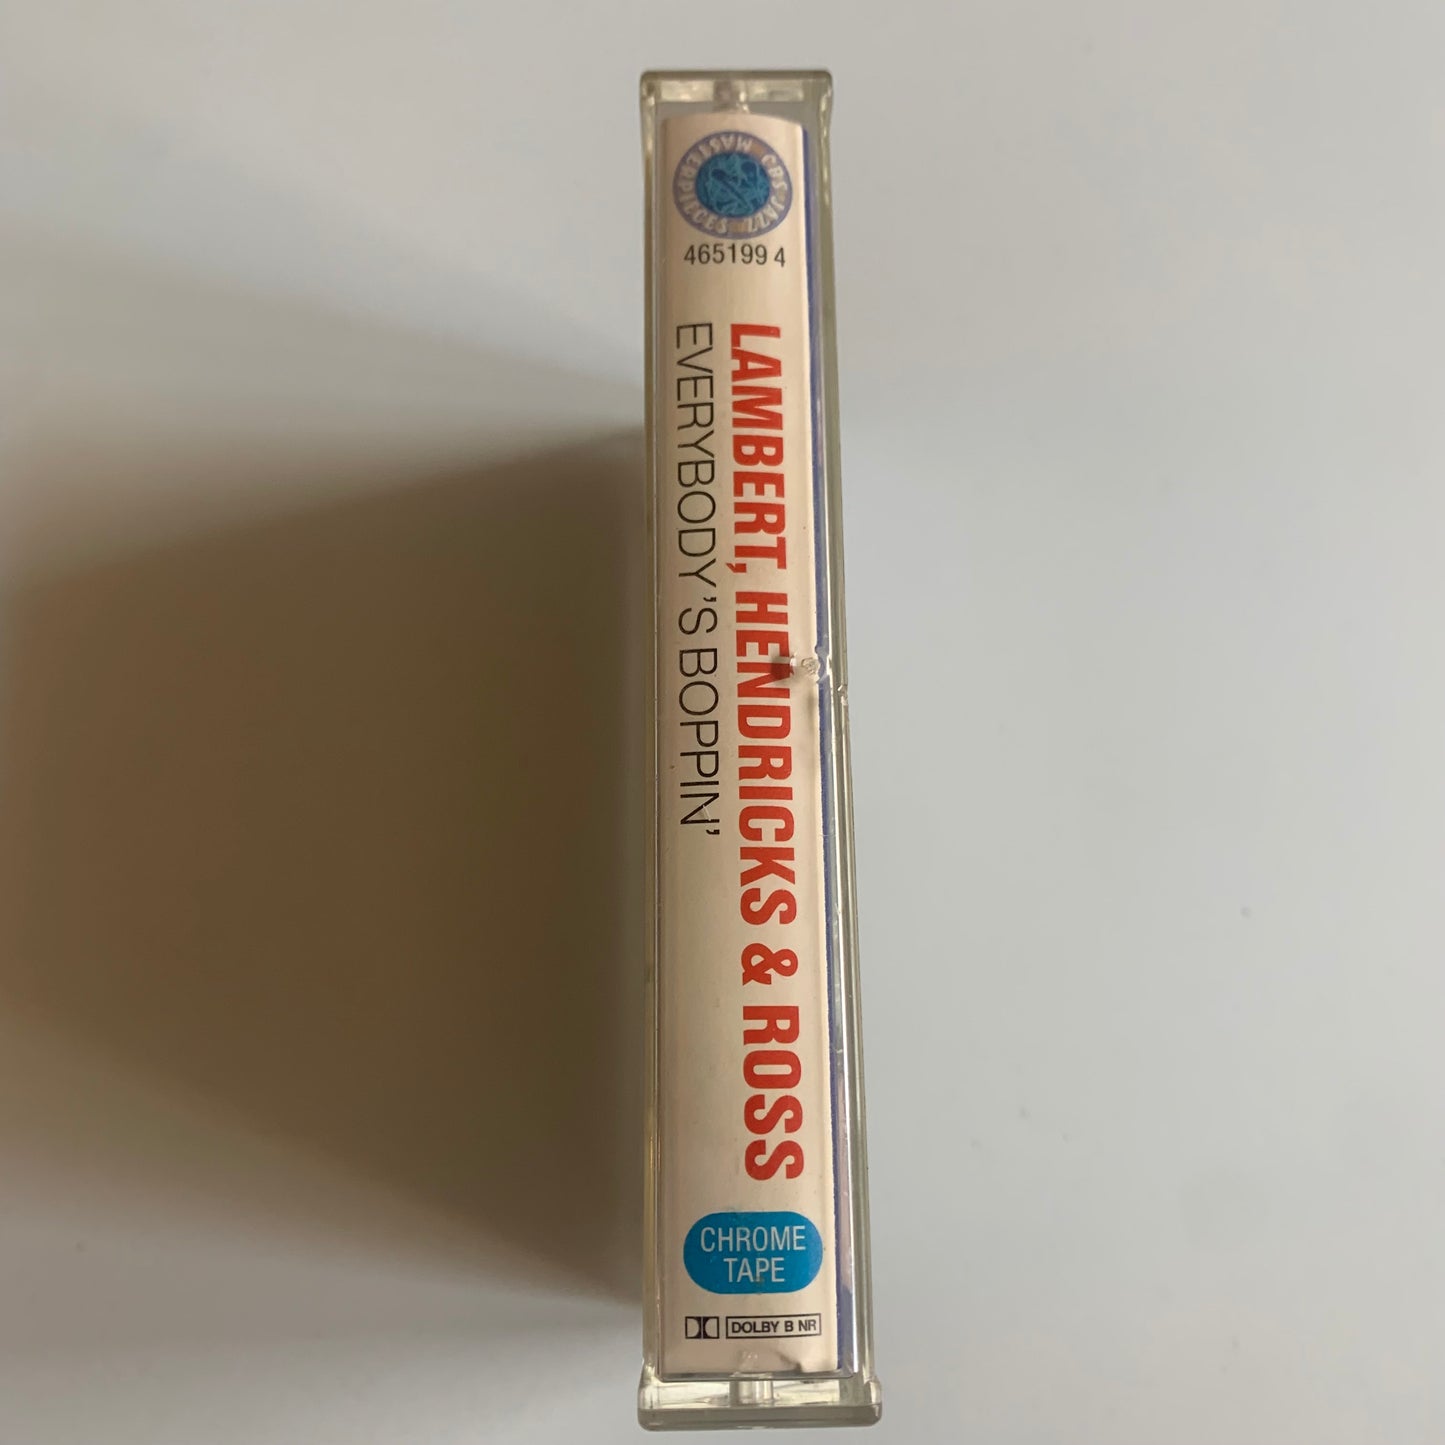 CBS JAZZ MASTERPIECES
465199 4
LAMBERT, HENDRICKS & ROSS
EVERYBODY'S BOPPIN'
CHROME
TAPE
DOLBY B NR